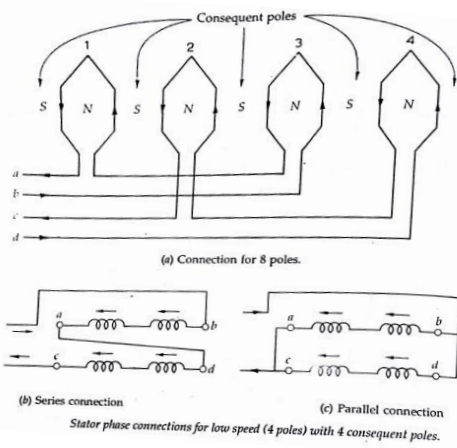 Consequent poles
1 2 3 4
S N S N S N S N
a
b
c
d
(a) Connection for 8 poles.
a b
c d
(b) Series connection
a b
c d
(c) Parallel connection
Stator phase connections for low speed (4 poles) with 4 consequent poles.